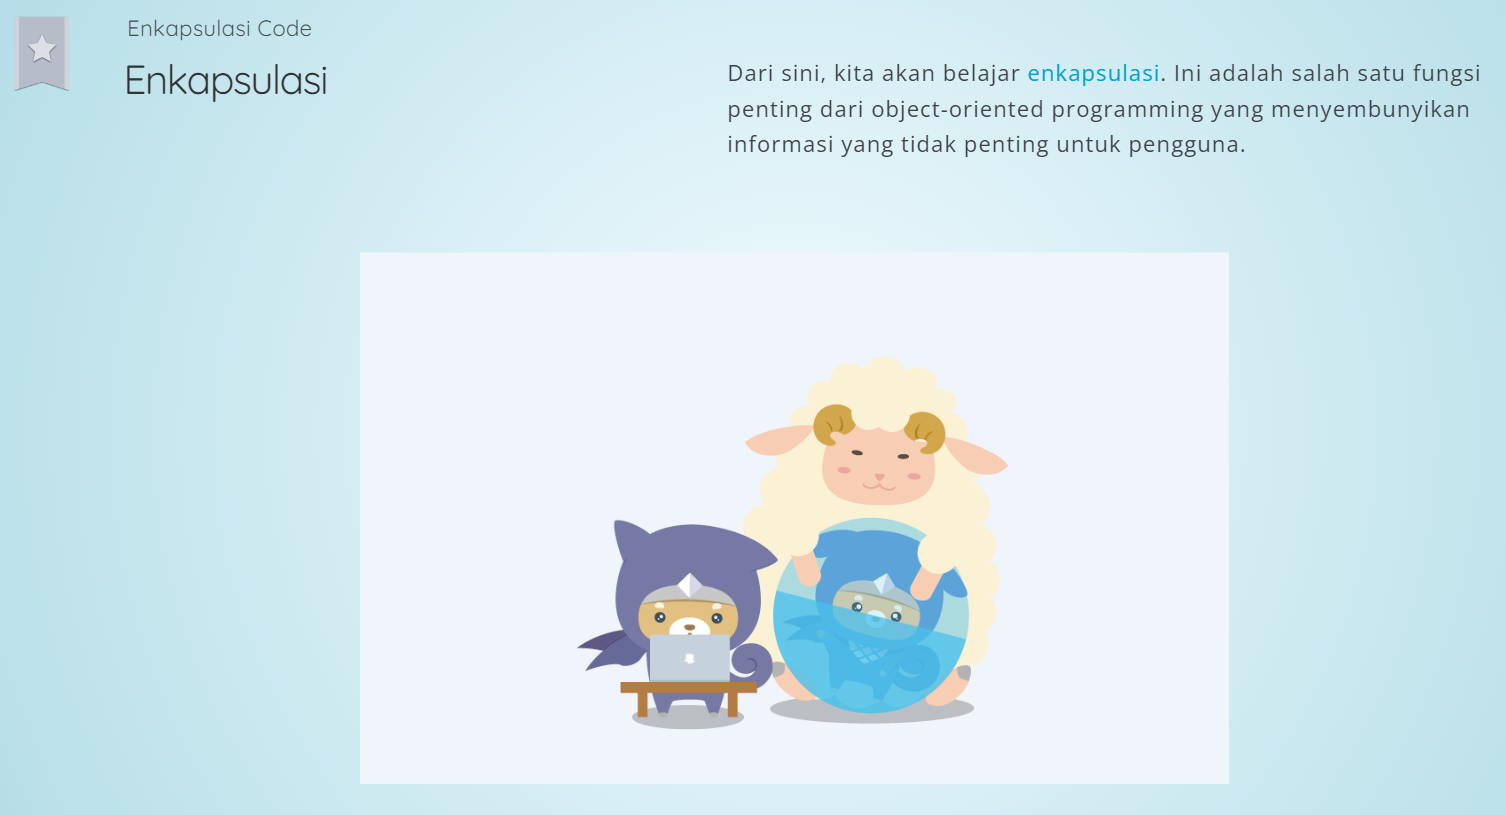 Enkapsulasi Code
Enkapsulasi
Dari sini, kita akan belajar enkapsulasi. Ini adalah salah satu fungsi
penting dari object-oriented programming yang menyembunyikan
informasi yang tidak penting untuk pengguna.